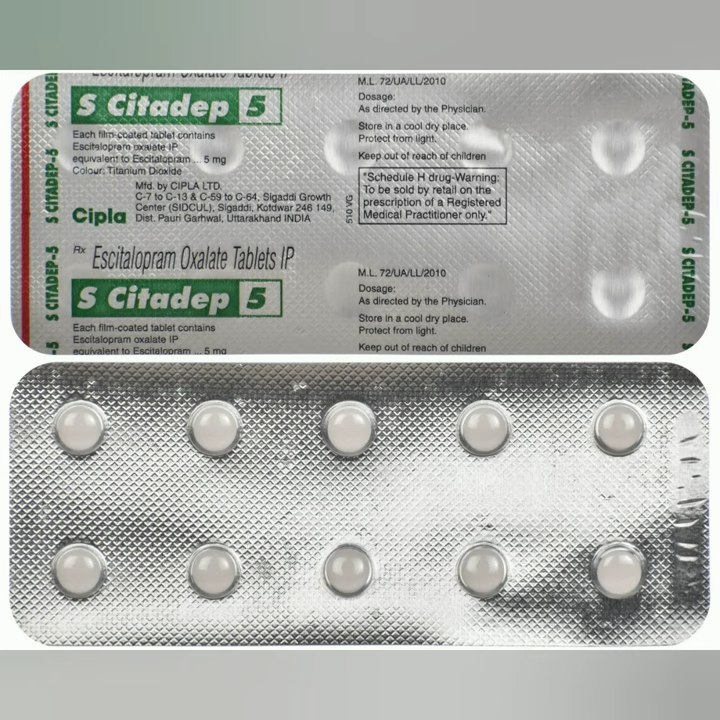 Escitalopram Oxalate Tablets IP
S Citadep 5
Each film-coated tablet contains
Escitalopram oxalate IP
equivalent to Escitalopram ... 5 mg
Colour: Titanium Dioxide
Mfd. by CIPLA LTD.
C-7 to C-13 & C-59 to C-64, Sigaddi Growth
Center (SIDCUL), Sigaddi, Kotdwar 246 149,
Dist. Pauri Garhwal, Uttarakhand INDIA
Cipla
Rx Escitalopram Oxalate Tablets IP
S Citadep 5
Each film-coated tablet contains
Escitalopram oxalate IP
equivalent to Escitalopram ... 5 mg
M.L. 72/UA/LL/2010
Dosage:
As directed by the Physician.
Store in a cool dry place.
Protect from light.
Keep out of reach of children
"Schedule H drug-Warning:
To be sold by retail on the
prescription of a Registered
Medical Practitioner only."
510 VG
M.L. 72/UA/LL/2010
Dosage:
As directed by the Physician.
Store in a cool dry place.
Protect from light.
Keep out of reach of children
S CITADE
S CITADEP-5
S CITADEP-5
-5
ADEP-5
S CITADEP-5
S CITADEP-5